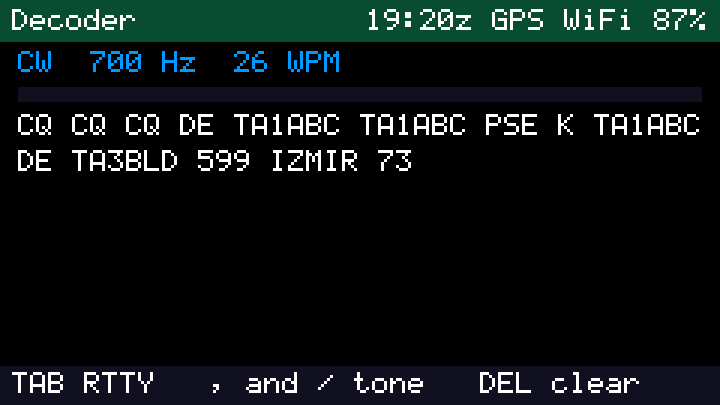 Decoder 19:20z GPS WiFi 87%
CW 700 Hz 26 WPM
CQ CQ CQ DE TA1ABC TA1ABC PSE K TA1ABC
DE TA3BLD 599 IZMIR 73
TAB RTTY , and / tone DEL clear